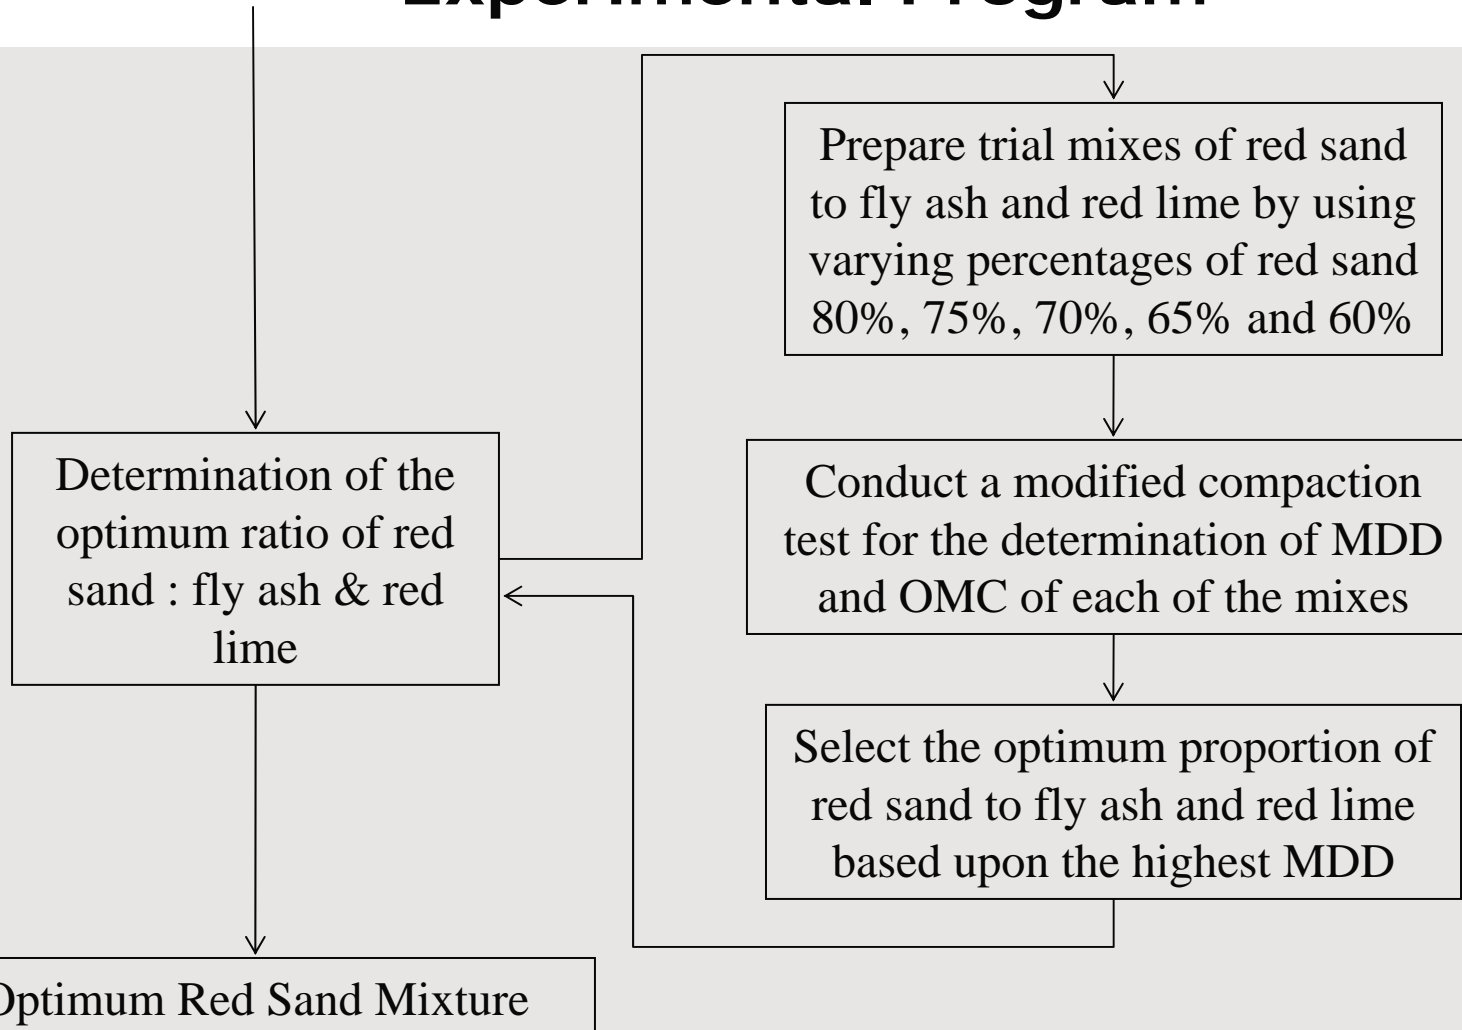 Experimental Program
Prepare trial mixes of red sand
to fly ash and red lime by using
varying percentages of red sand
80%, 75%, 70%, 65% and 60%
Determination of the
optimum ratio of red
sand : fly ash & red
lime
Conduct a modified compaction
test for the determination of MDD
and OMC of each of the mixes
Select the optimum proportion of
red sand to fly ash and red lime
based upon the highest MDD
Optimum Red Sand Mixture